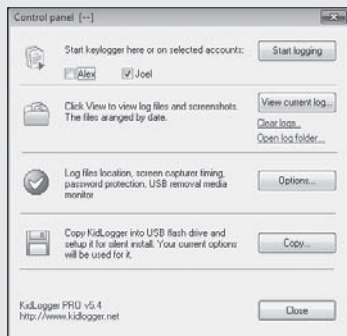 Control panel [--]
Start keylogger here or on selected accounts:
Start logging
Alex
Joel
Click View to view log files and screenshots.
The files aranged by date.
View current log...
Clear logs...
Open log folder...
Log files location, screen capturer timing,
password protection, USB removal media
monitor
Options...
Copy KidLogger into USB flash drive and
setup it for silent install. Your current options
will be used for it.
Copy...
KidLogger PRO v5.4
http://www.kidlogger.net
Close